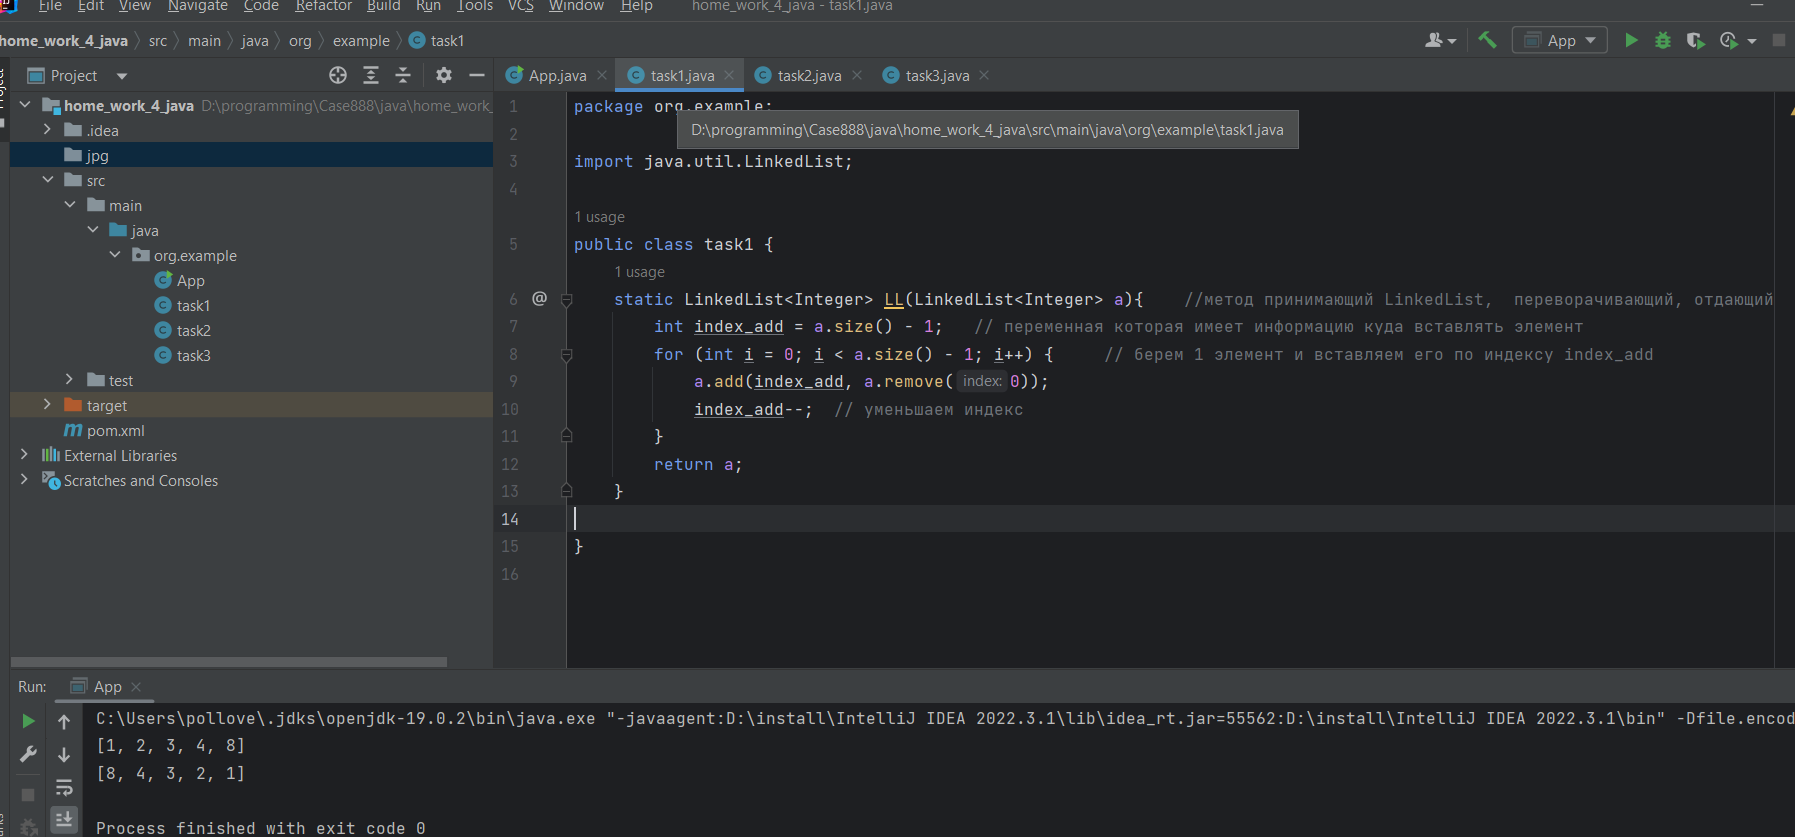 File Edit View Navigate Code Refactor Build Run Tools VCS Window Help home_work_4_java - task1.java
home_work_4_java src main java org example task1 App
Project App.java task1.java task2.java task3.java
home_work_4_java D:\programming\Case888\java\home_work_
.idea
jpg
src
main
java
org.example
App
task1
task2
task3
test
target
pom.xml
External Libraries
Scratches and Consoles
1 package org.example;
D:\programming\Case888\java\home_work_4_java\src\main\java\org\example\task1.java
2
3 import java.util.LinkedList;
4
1 usage
5 public class task1 {
1 usage
6 @ static LinkedList<Integer> LL(LinkedList<Integer> a){ //метод принимающий LinkedList, переворачивающий, отдающий
7 int index_add = a.size() - 1; // переменная которая имеет информацию куда вставлять элемент
8 for (int i = 0; i < a.size() - 1; i++) { // берем 1 элемент и вставляем его по индексу index_add
9 a.add(index_add, a.remove( index: 0));
10 index_add--; // уменьшаем индекс
11 }
12 return a;
13 }
14
15 }
16
Run: App
C:\Users\pollove\.jdks\openjdk-19.0.2\bin\java.exe "-javaagent:D:\install\IntelliJ IDEA 2022.3.1\lib\idea_rt.jar=55562:D:\install\IntelliJ IDEA 2022.3.1\bin" -Dfile.encod
[1, 2, 3, 4, 8]
[8, 4, 3, 2, 1]
Process finished with exit code 0